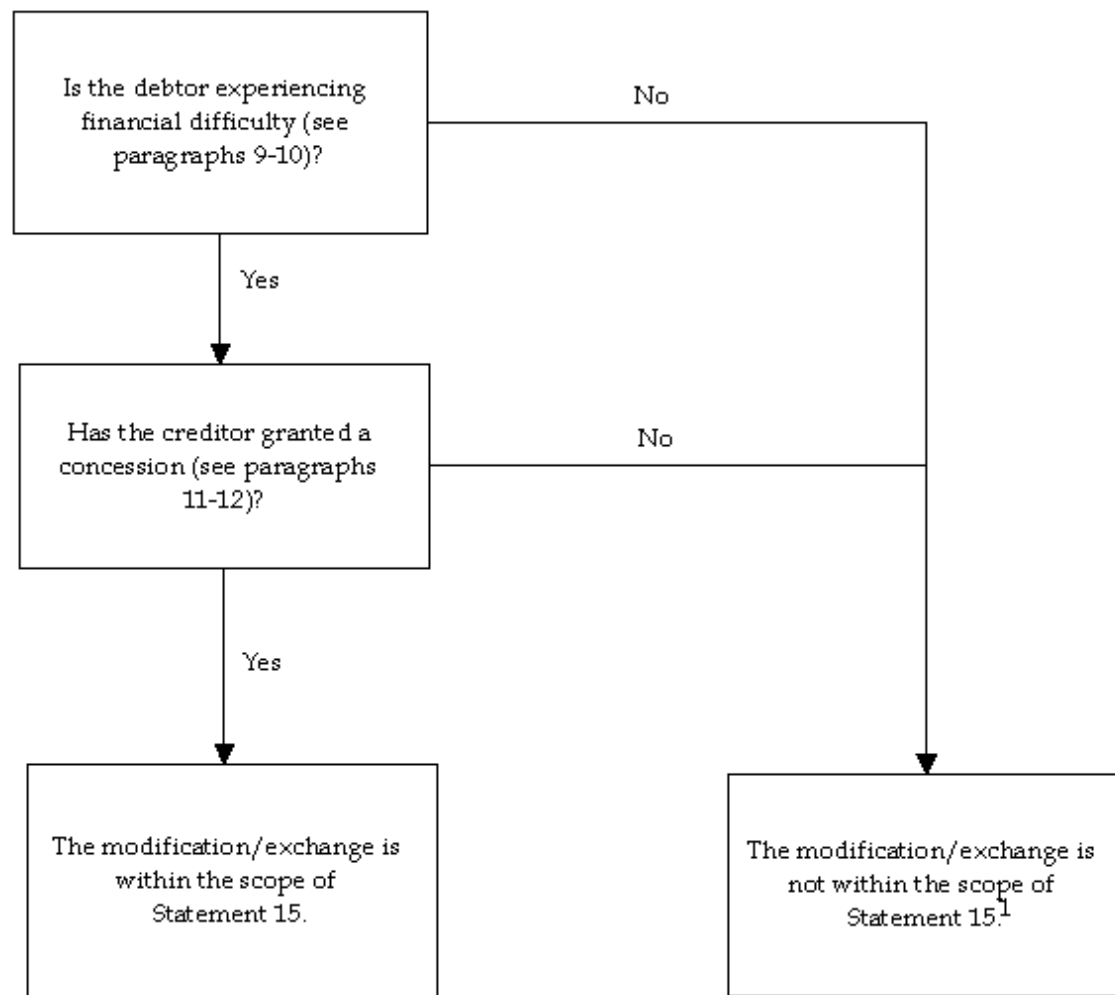 Is the debtor experiencing
financial difficulty (see
paragraphs 9-10)?
No
Yes
Has the creditor granted a
concession (see paragraphs
11-12)?
No
Yes
The modification/exchange is
within the scope of
Statement 15.
The modification/exchange is
not within the scope of
Statement 15.1